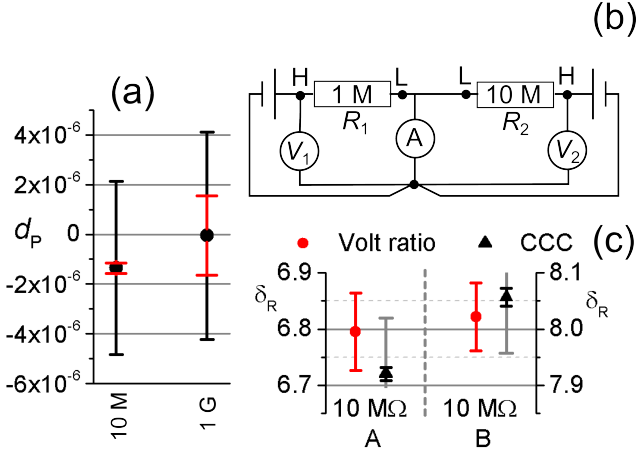 (b)
(a)
H
L
L
H
1 M
10 M
R1
R2
A
V1
V2
4x10-6
2x10-6
0
-2x10-6
-4x10-6
-6x10-6
dP
10 M
1 G
(c)
Volt ratio
CCC
δR
6.9
6.8
6.7
8.1
8.0
7.9
δR
10 MΩ
10 MΩ
A
B